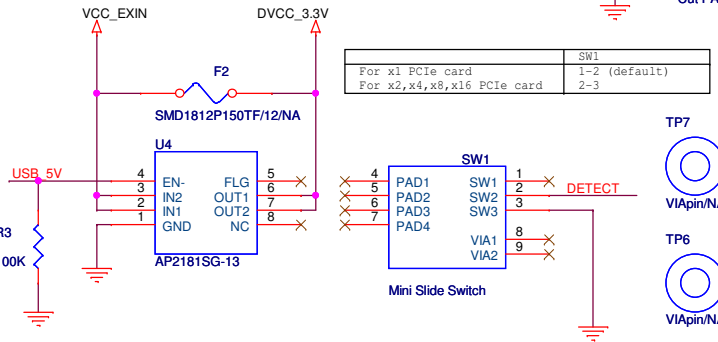 VCC_EXIN
DVCC_3.3V
F2
SMD1812P150TF/12/NA
SW1
For x1 PCIe card 1-2 (default)
For x2,x4,x8,x16 PCIe card 2-3
TP7
VIApin/N
TP6
VIApin/N
U4
USB_5V
4 EN- FLG 5
3 IN2 OUT1 6
2 IN1 OUT2 7
1 GND NC 8
AP2181SG-13
R3
00K
SW1
4 PAD1 SW1 1
5 PAD2 SW2 2 DETECT
6 PAD3 SW3 3
7 PAD4
VIA1 8
VIA2 9
Mini Slide Switch